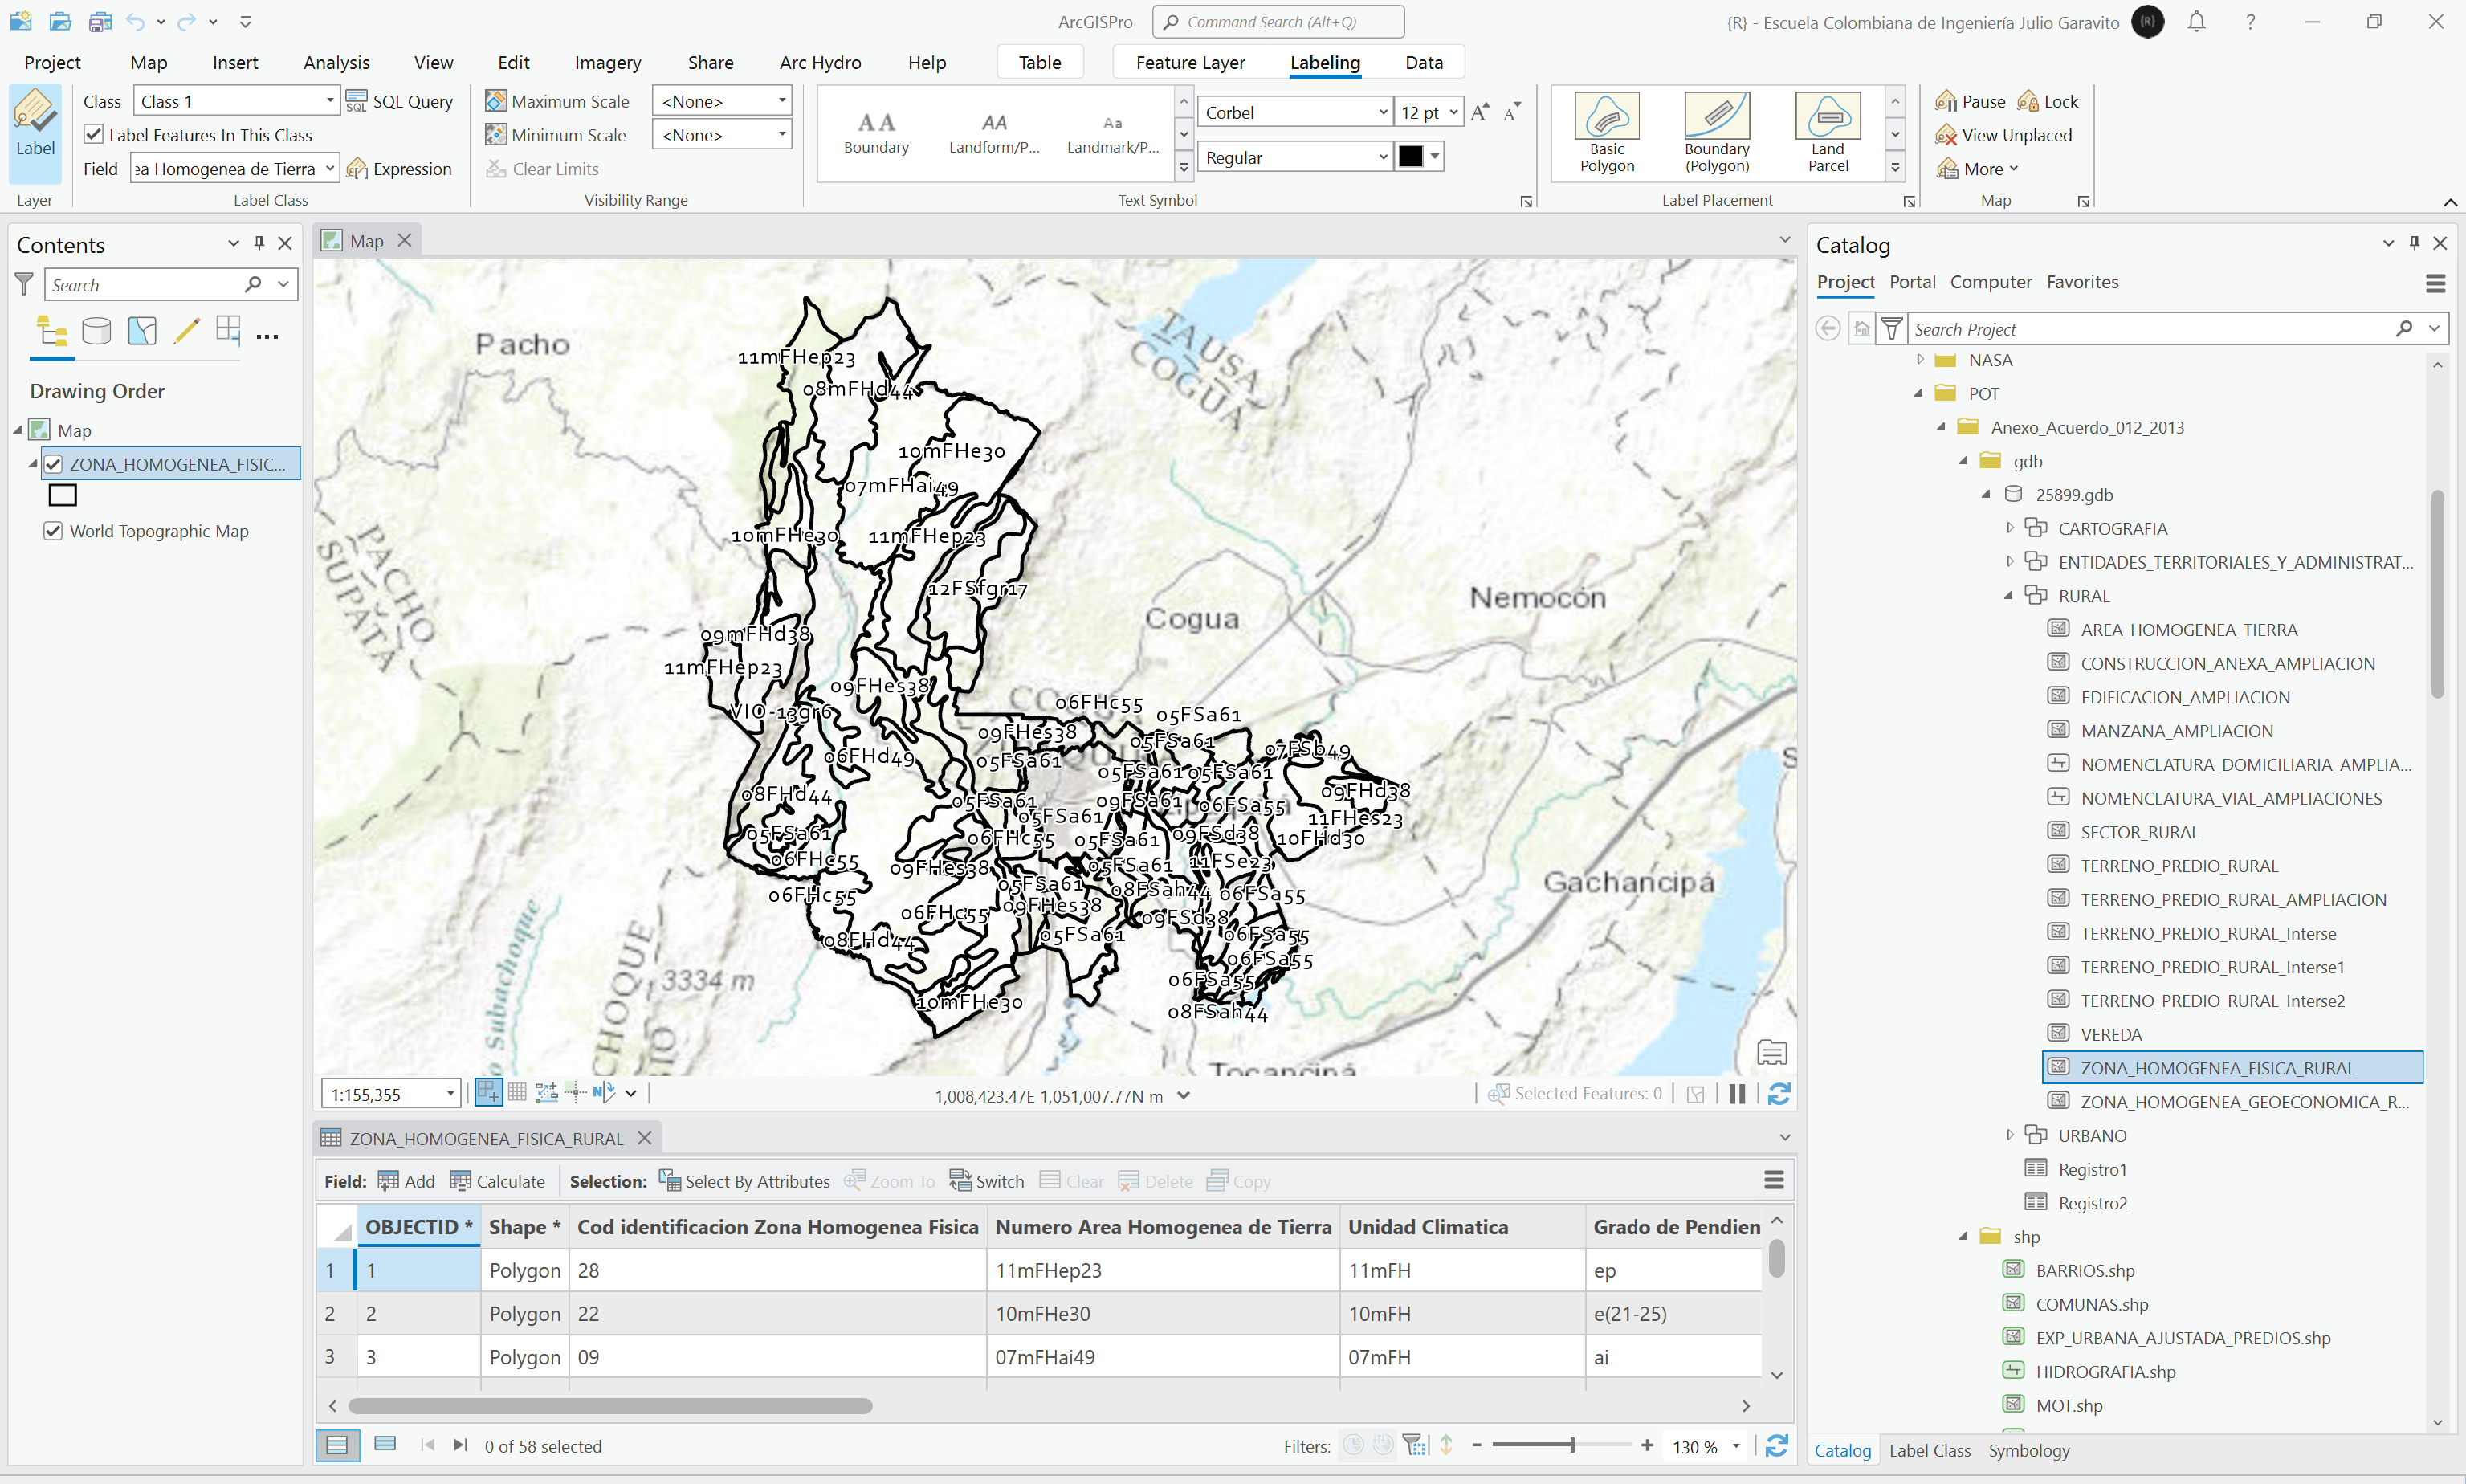 ArcGISPro
Command Search (Alt+Q)
{R} - Escuela Colombiana de Ingeniería Julio Garavito
{R}
?
Project Map Insert Analysis View Edit Imagery Share Arc Hydro Help Table Feature Layer Labeling Data
Label
Layer
Class Class 1 SQL Query
Label Features In This Class
Field ea Homogenea de Tierra Expression
Label Class
Maximum Scale <None>
Minimum Scale <None>
Clear Limits
Visibility Range
AA Boundary
AA Landform/P...
Aa Landmark/P...
Corbel 12 pt
Regular
Text Symbol
Basic Polygon
Boundary (Polygon)
Land Parcel
Label Placement
Pause Lock
View Unplaced
More
Map
Contents
Search
Drawing Order
Map
ZONA_HOMOGENEA_FISIC...
World Topographic Map
Map
Pacho
TAUSA
COGUA
PACHO
SUPATÁ
Cogua
Nemocón
Gachancipá
Tocancipá
3334 m
11mFHep23
08mFHd44
10mFHe30
07mFHai49
10mFHe30
11mFHep23
12FSfgr17
09mFHd38
11mFHep23
09FHes38
VIO-13gr6
06FHc55
05FSa61
09FHes38
05FSa61
07FSb49
06FHd49
05FSa61
05FSa61
05FSa61
09FHd38
08FHd44
05FSa61
09FSa61
06FSa55
11FHes23
05FSa61
05FSa61
06FHc55
05FSa61
09FSd38
10FHd30
06FHc55
09FHes38
05FSa61
11FSe23
06FHc55
05FSa61
08FSah44
06FSa55
06FHc55
09FHes38
09FSd38
08FHd44
05FSa61
06FSa55
06FSa55
06FSa55
10mFHe30
08FSah44
1:155,355
1,008,423.47E 1,051,007.77N m
Selected Features: 0
ZONA_HOMOGENEA_FISICA_RURAL
Field: Add Calculate Selection: Select By Attributes Zoom To Switch Clear Delete Copy
OBJECTID * Shape * Cod identificacion Zona Homogenea Fisica Numero Area Homogenea de Tierra Unidad Climatica Grado de Pendien
1 1 Polygon 28 11mFHep23 11mFH ep
2 2 Polygon 22 10mFHe30 10mFH e(21-25)
3 3 Polygon 09 07mFHai49 07mFH ai
0 of 58 selected
Filters:
130 %
Catalog
Project Portal Computer Favorites
Search Project
NASA
POT
Anexo_Acuerdo_012_2013
gdb
25899.gdb
CARTOGRAFIA
ENTIDADES_TERRITORIALES_Y_ADMINISTRAT...
RURAL
AREA_HOMOGENEA_TIERRA
CONSTRUCCION_ANEXA_AMPLIACION
EDIFICACION_AMPLIACION
MANZANA_AMPLIACION
NOMENCLATURA_DOMICILIARIA_AMPLIA...
NOMENCLATURA_VIAL_AMPLIACIONES
SECTOR_RURAL
TERRENO_PREDIO_RURAL
TERRENO_PREDIO_RURAL_AMPLIACION
TERRENO_PREDIO_RURAL_Interse
TERRENO_PREDIO_RURAL_Interse1
TERRENO_PREDIO_RURAL_Interse2
VEREDA
ZONA_HOMOGENEA_FISICA_RURAL
ZONA_HOMOGENEA_GEOECONOMICA_R...
URBANO
Registro1
Registro2
shp
BARRIOS.shp
COMUNAS.shp
EXP_URBANA_AJUSTADA_PREDIOS.shp
HIDROGRAFIA.shp
MOT.shp
Catalog Label Class Symbology